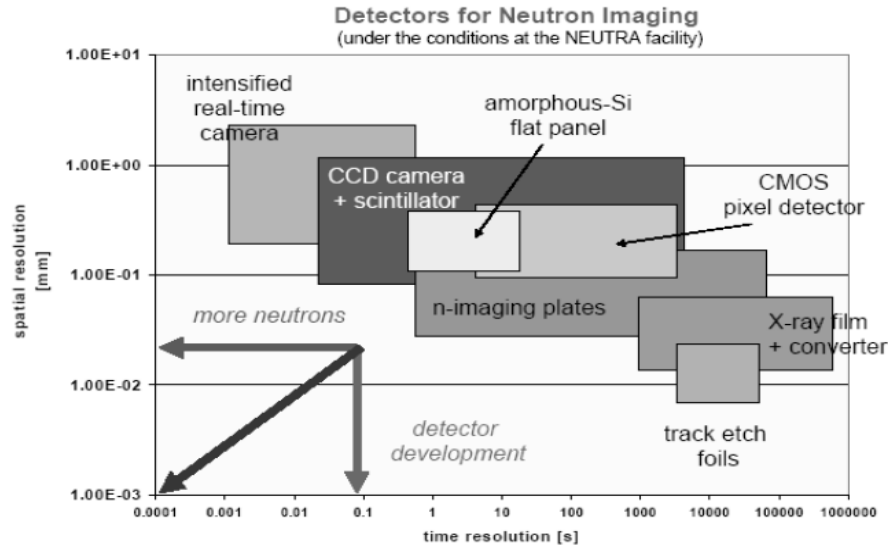 Detectors for Neutron Imaging
(under the conditions at the NEUTRA facility)
1.00E+01
intensified
real-time
camera
amorphous-Si
flat panel
1.00E+00
CCD camera
+ scintillator
CMOS
pixel detector
spatial resolution
[mm]
1.00E-01
n-imaging plates
more neutrons
X-ray film
+ converter
1.00E-02
detector
development
track etch
foils
1.00E-03
0.0001
0.001
0.01
0.1
1
10
100
1000
10000
100000
1000000
time resolution [s]